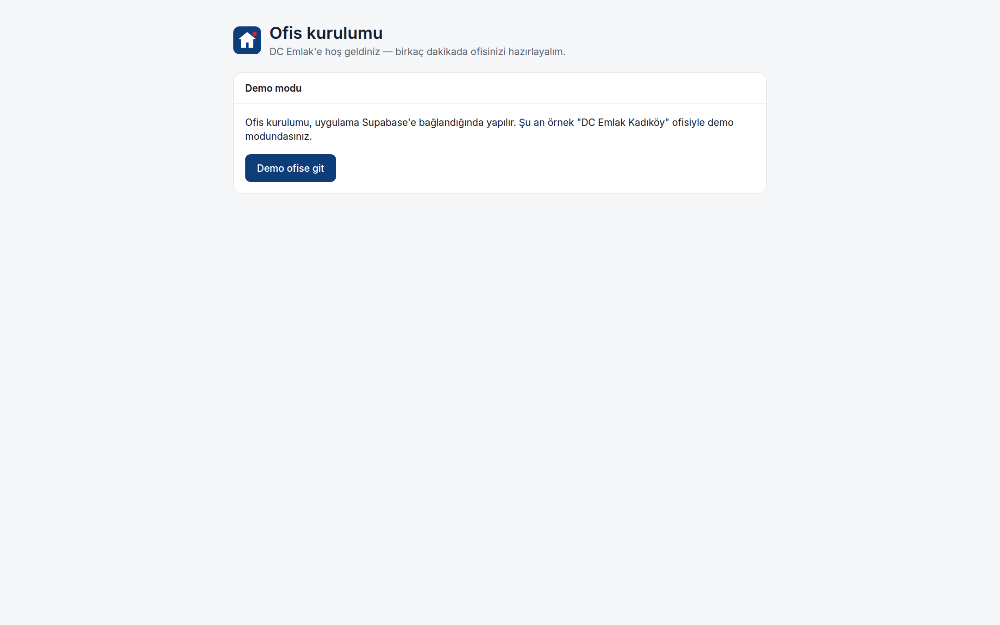 Ofis kurulumu
DC Emlak'e hoş geldiniz — birkaç dakikada ofisinizi hazırlayalım.
Demo modu
Ofis kurulumu, uygulama Supabase'e bağlandığında yapılır. Şu an örnek "DC Emlak Kadıköy" ofisiyle demo
modundasınız.
Demo ofise git